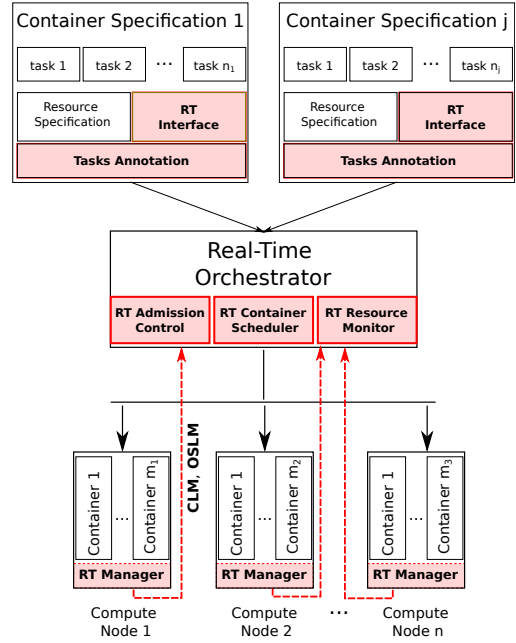 Container Specification 1
task 1 task 2 ... task n₁
Resource
Specification
RT
Interface
Tasks Annotation
Container Specification j
task 1 task 2 ... task nⱼ
Resource
Specification
RT
Interface
Tasks Annotation
Real-Time
Orchestrator
RT Admission
Control
RT Container
Scheduler
RT Resource
Monitor
CLM, OSLM
Container 1
...
Container m₁
RT Manager
Compute
Node 1
Container 1
...
Container m₂
RT Manager
Compute
Node 2
...
Container 1
...
Container m₃
RT Manager
Compute
Node n